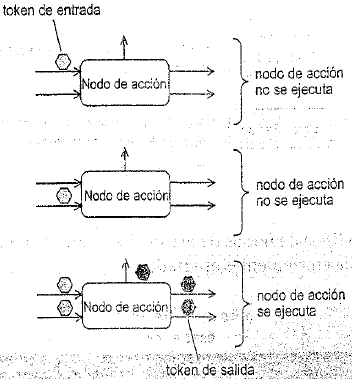 token de entrada
Nodo de acción
nodo de acción
no se ejecuta
Nodo de acción
nodo de acción
no se ejecuta
Nodo de acción
nodo de acción
se ejecuta
token de salida